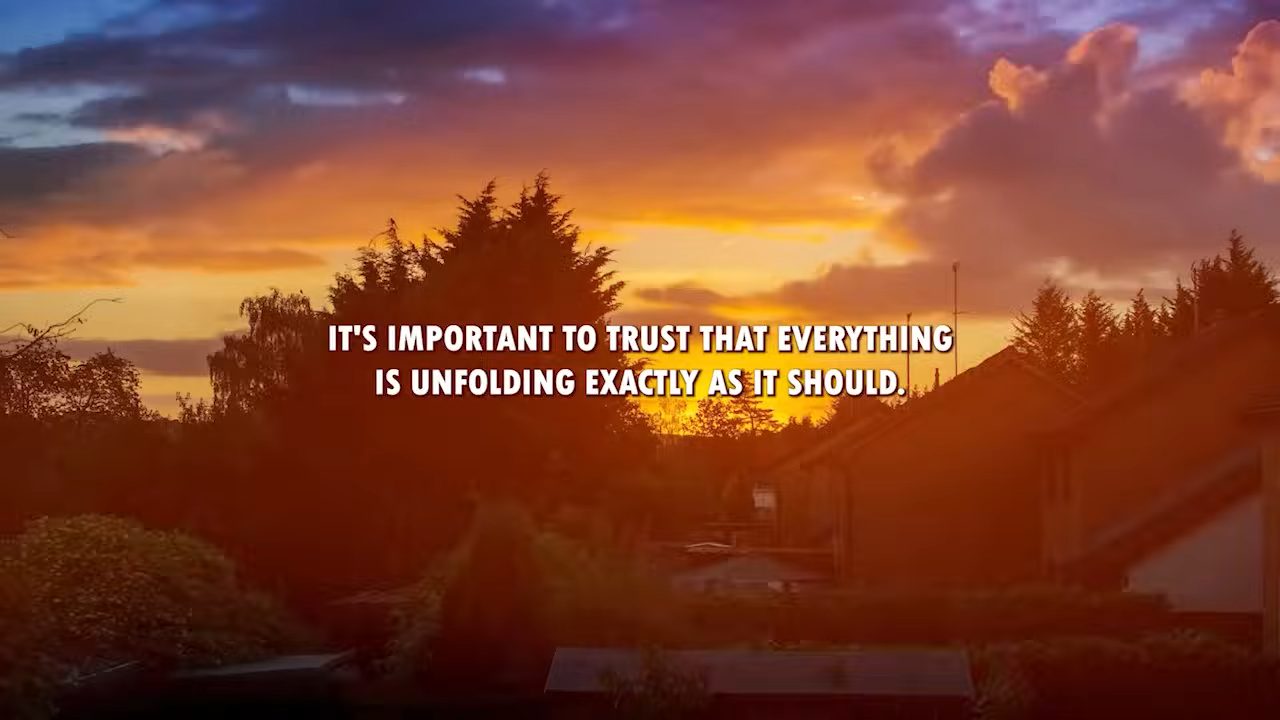 IT'S IMPORTANT TO TRUST THAT EVERYTHING
IS UNFOLDING EXACTLY AS IT SHOULD.